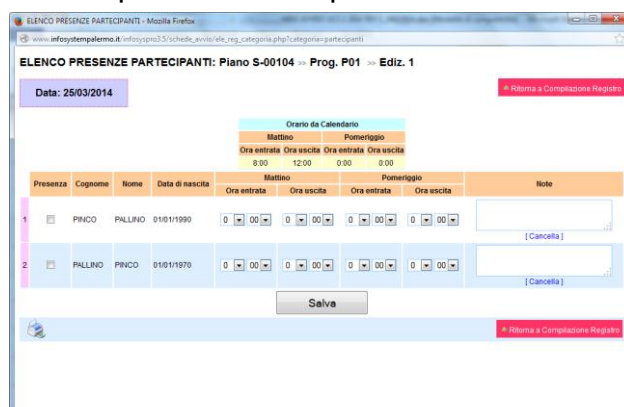 ELENCO PRESENZE PARTECIPANTI - Mozilla Firefox
www.infosystempalermo.it/infosyspro3.5/schede_avvis/ele_reg_categoria.php?categoria=partecipanti
ELENCO PRESENZE PARTECIPANTI: Piano S-00104 >> Prog. P01 >> Ediz. 1
Data: 25/03/2014
Ritorna a Compilazione Registro
Orario da Calendario
Mattino Pomeriggio
Ora entrata Ora uscita Ora entrata Ora uscita
8:00 12:00 0:00 0:00
Presenza Cognome Nome Data di nascita Mattino Pomeriggio Note
Ora entrata Ora uscita Ora entrata Ora uscita
1 PINCO PALLINO 01/01/1990 0 00 0 00 0 00 0 00
[ Cancella ]
2 PALLINO PINCO 01/01/1970 0 00 0 00 0 00 0 00
[ Cancella ]
Salva
Ritorna a Compilazione Registro